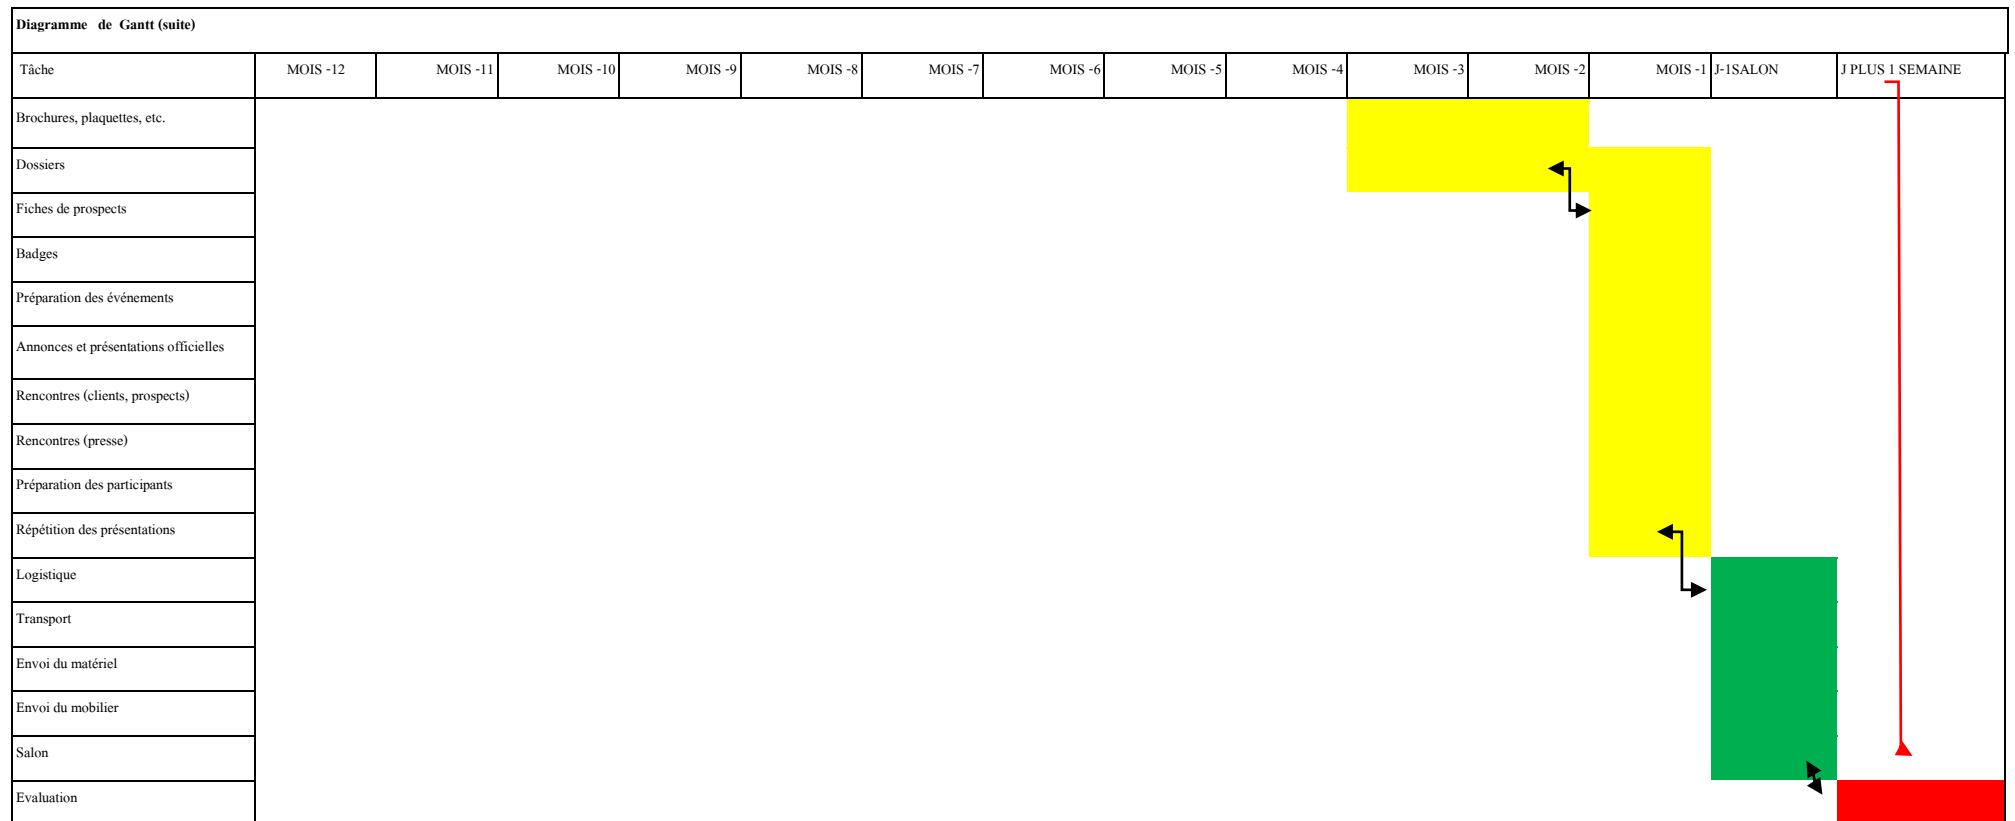 Diagramme de Gantt (suite)
Tâche MOIS -12 MOIS -11 MOIS -10 MOIS -9 MOIS -8 MOIS -7 MOIS -6 MOIS -5 MOIS -4 MOIS -3 MOIS -2 MOIS -1 J-1SALON J PLUS 1 SEMAINE
Brochures, plaquettes, etc.
Dossiers
Fiches de prospects
Badges
Préparation des événements
Annonces et présentations officielles
Rencontres (clients, prospects)
Rencontres (presse)
Préparation des participants
Répétition des présentations
Logistique
Transport
Envoi du matériel
Envoi du mobilier
Salon
Evaluation